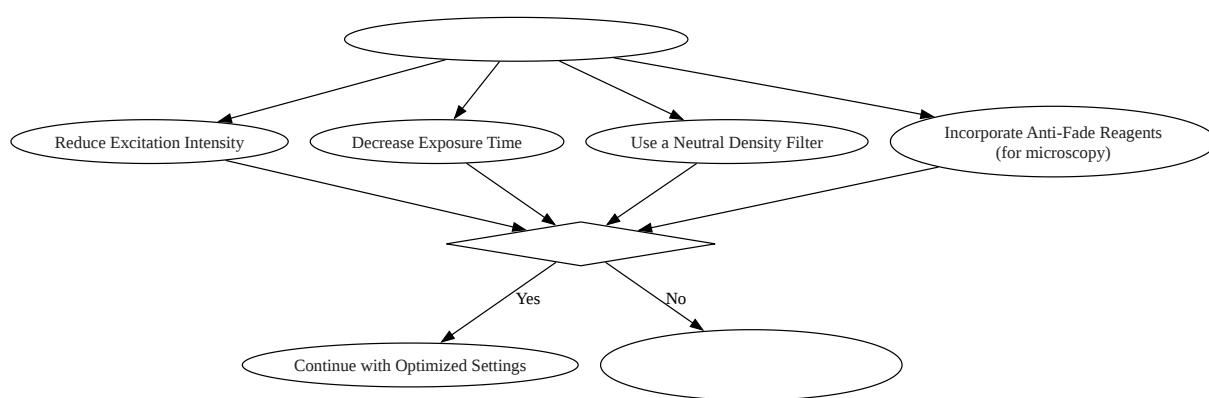 Reduce Excitation Intensity
Decrease Exposure Time
Use a Neutral Density Filter
Incorporate Anti-Fade Reagents
(for microscopy)
Yes
No
Continue with Optimized Settings